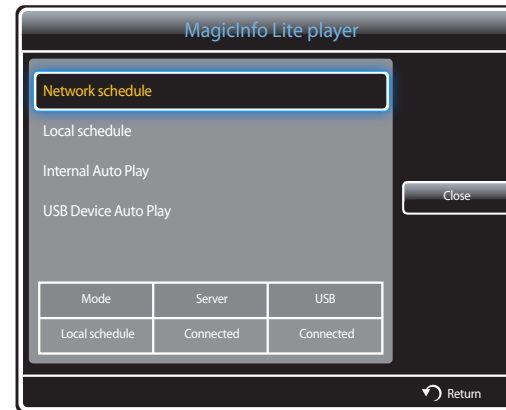 MagicInfo Lite player
Network schedule
Local schedule
Internal Auto Play
USB Device Auto Play
Close
Mode Server USB
Local schedule Connected Connected
Return